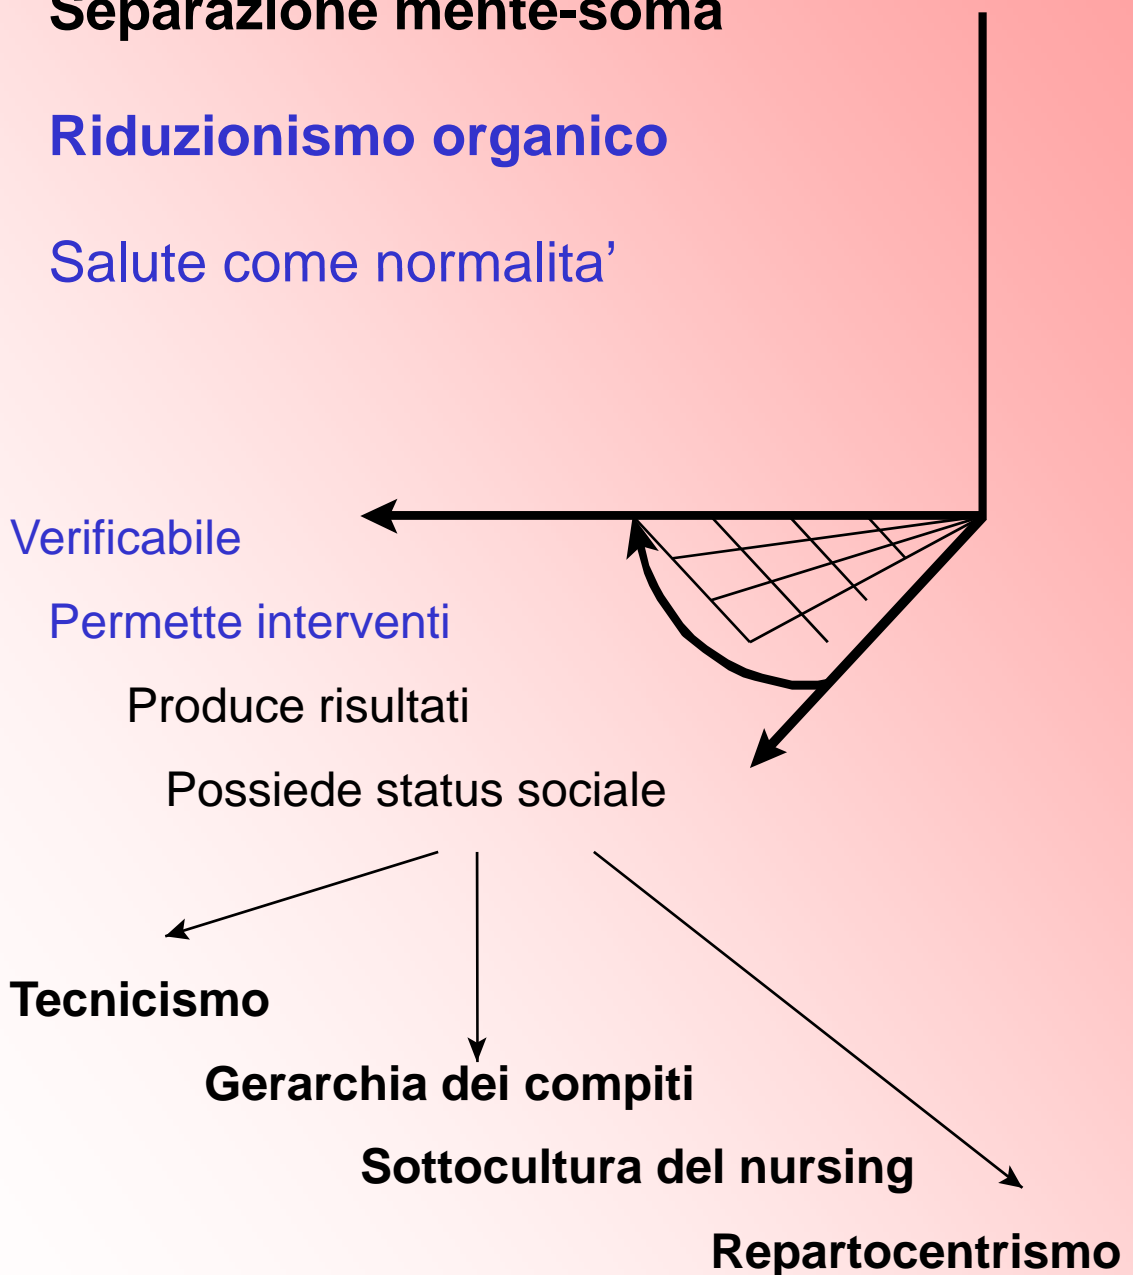 Separazione mente-soma
Riduzionismo organico
Salute come normalita’
Verificabile
Permette interventi
Produce risultati
Possiede status sociale
Tecnicismo
Gerarchia dei compiti
Sottocultura del nursing
Repartocentrismo